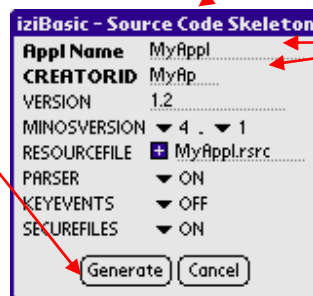 iziBasic - Source Code Skeleton
Appl Name MyAppl
CREATORID MyAp
VERSION 1.2
MINOSVERSION 4 . 1
RESOURCEFILE + MyAppl.rsrc
PARSER ON
KEYEVENTS OFF
SECUREFILES ON
Generate Cancel